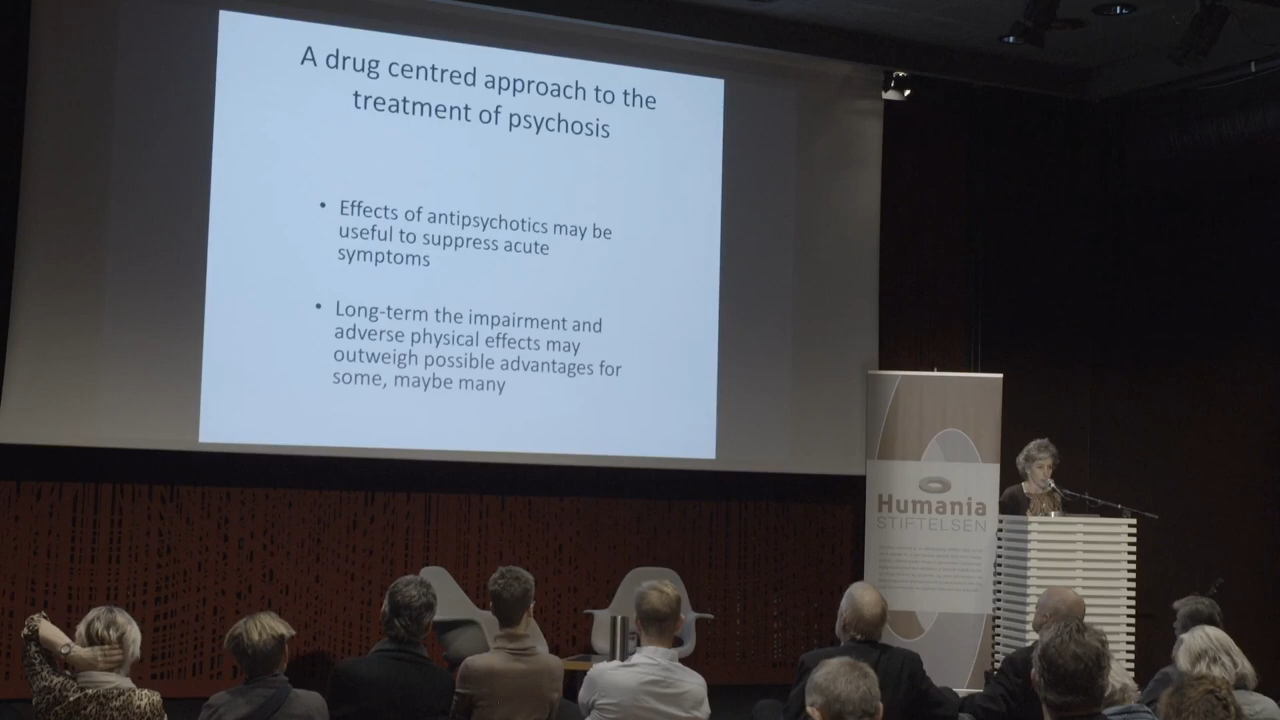 A drug centred approach to the
treatment of psychosis
• Effects of antipsychotics may be
useful to suppress acute
symptoms
• Long-term the impairment and
adverse physical effects may
outweigh possible advantages for
some, maybe many
Humania
STIFTELSEN